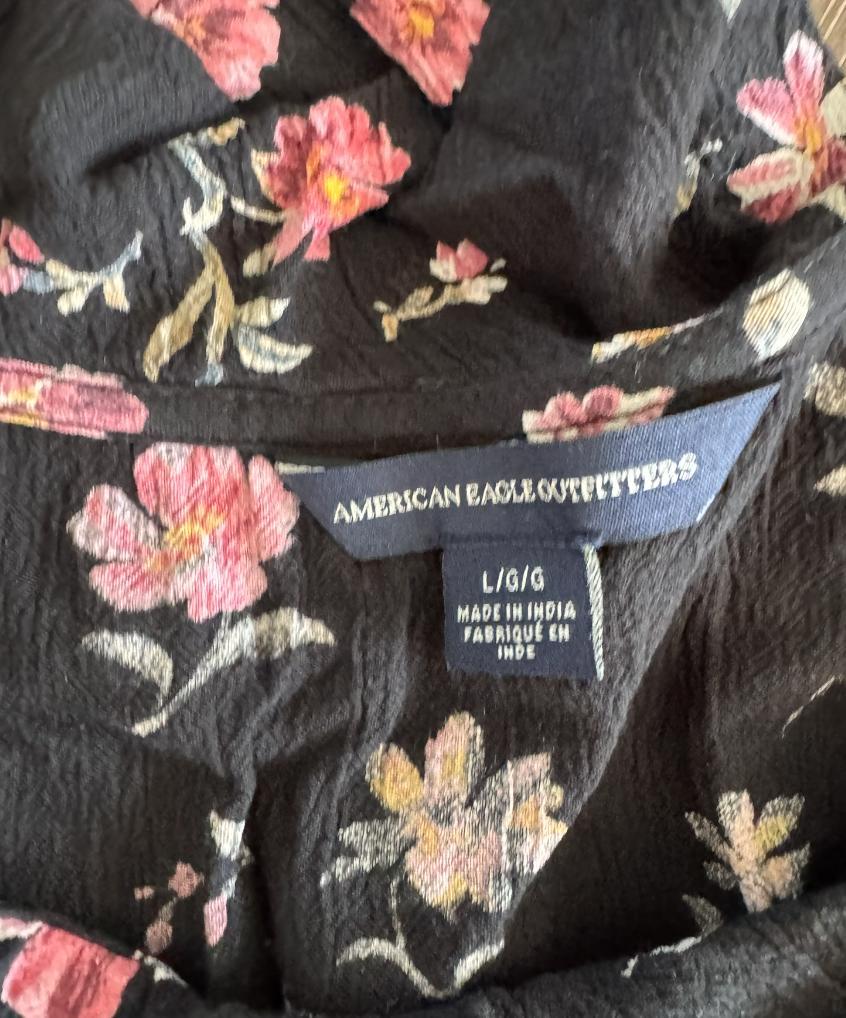 AMERICAN EAGLE OUTFITTERS
L/G/G
MADE IN INDIA
FABRIQUÉ EN
INDE